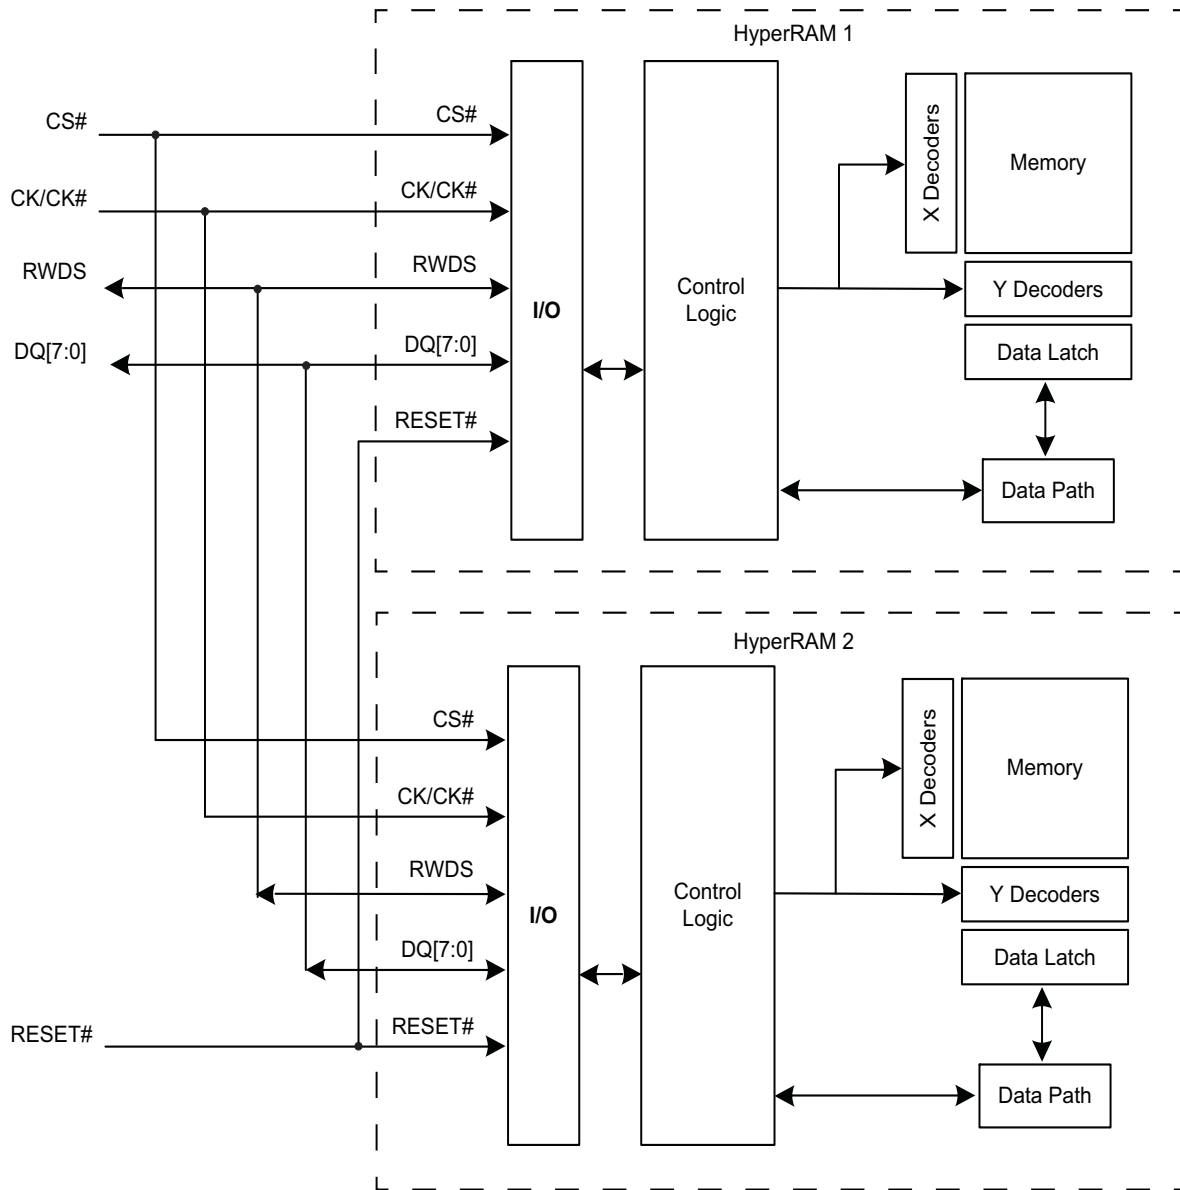 HyperRAM 1
CS#
CK/CK#
RWDS
DQ[7:0]
CS#
CK/CK#
RWDS
DQ[7:0]
RESET#
I/O
Control
Logic
X Decoders
Memory
Y Decoders
Data Latch
Data Path
HyperRAM 2
CS#
CK/CK#
RWDS
DQ[7:0]
RESET#
RESET#
I/O
Control
Logic
X Decoders
Memory
Y Decoders
Data Latch
Data Path